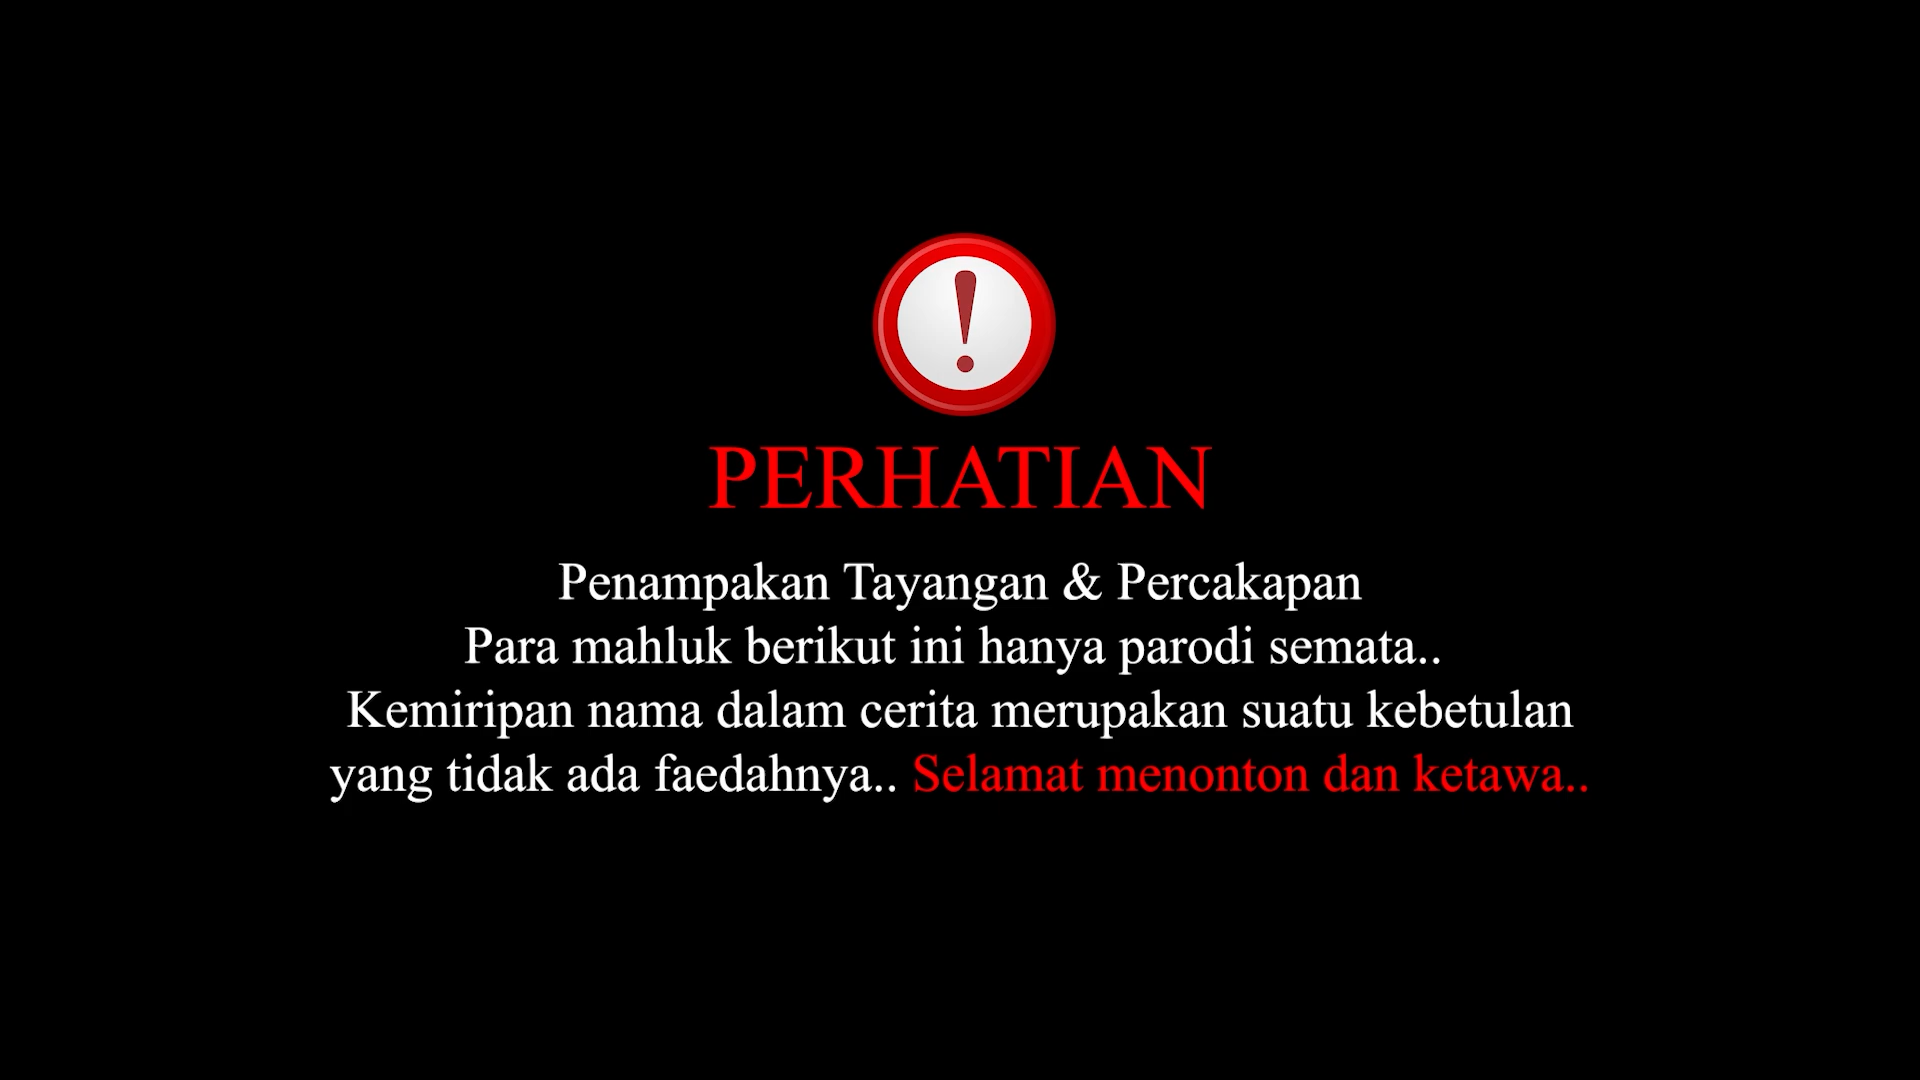 PERHATIAN
Penampakan Tayangan & Percakapan
Para mahluk berikut ini hanya parodi semata..
Kemiripan nama dalam cerita merupakan suatu kebetulan
yang tidak ada faedahnya.. Selamat menonton dan ketawa..